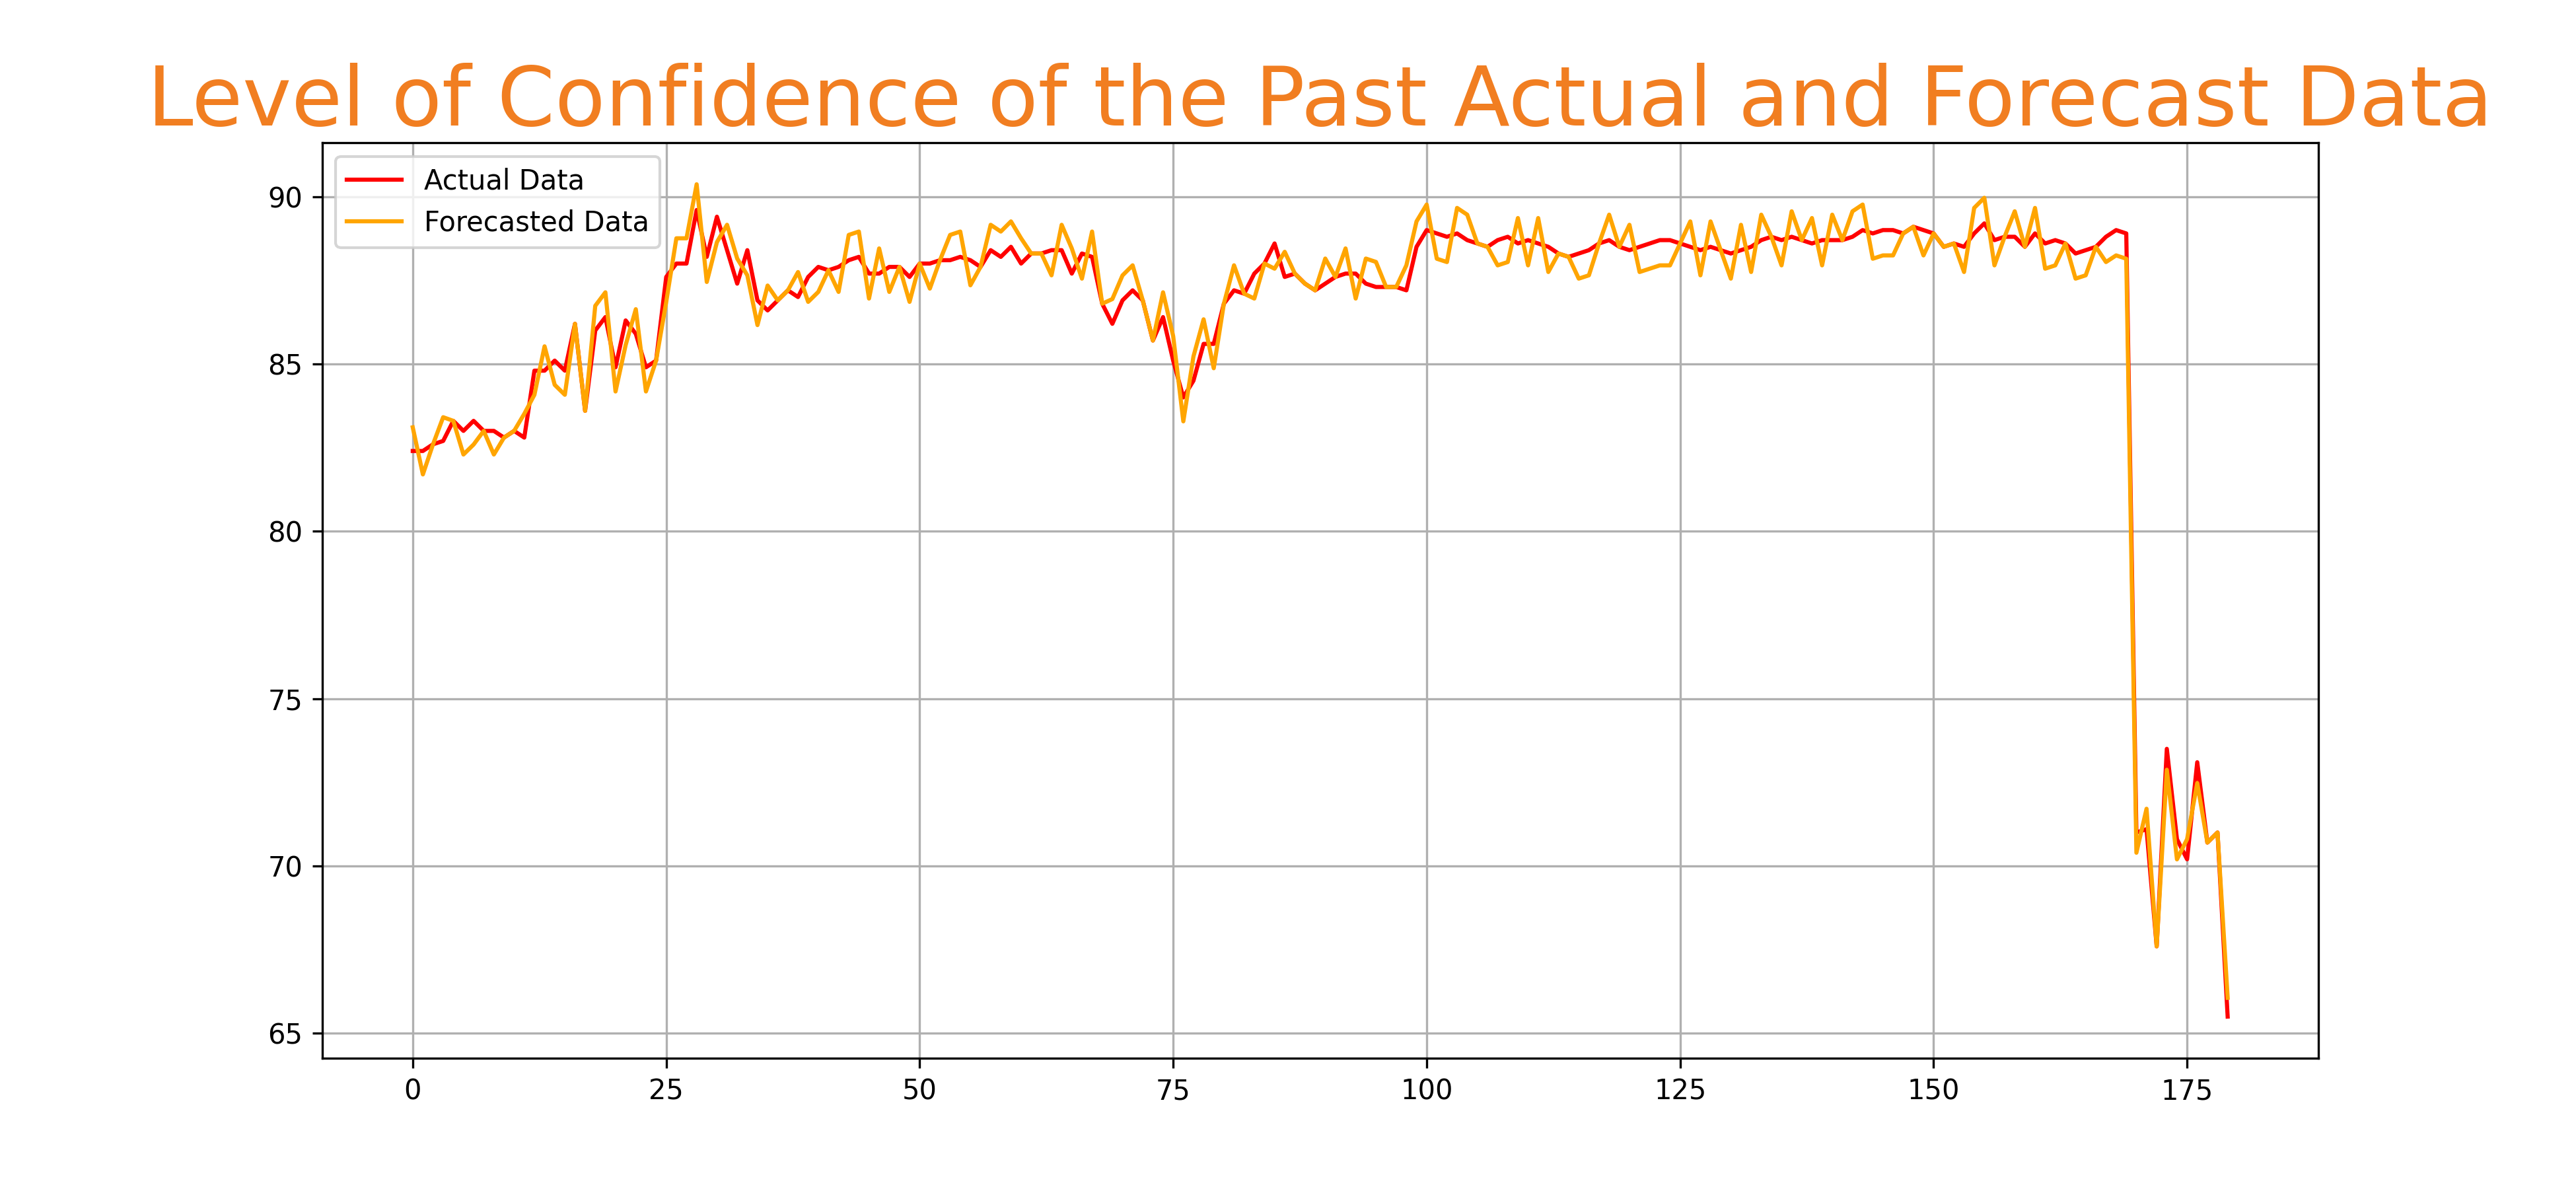 Level of Confidence of the Past Actual and Forecast Data
Actual Data
Forecasted Data
90
85
80
75
70
65
0 25 50 75 100 125 150 175